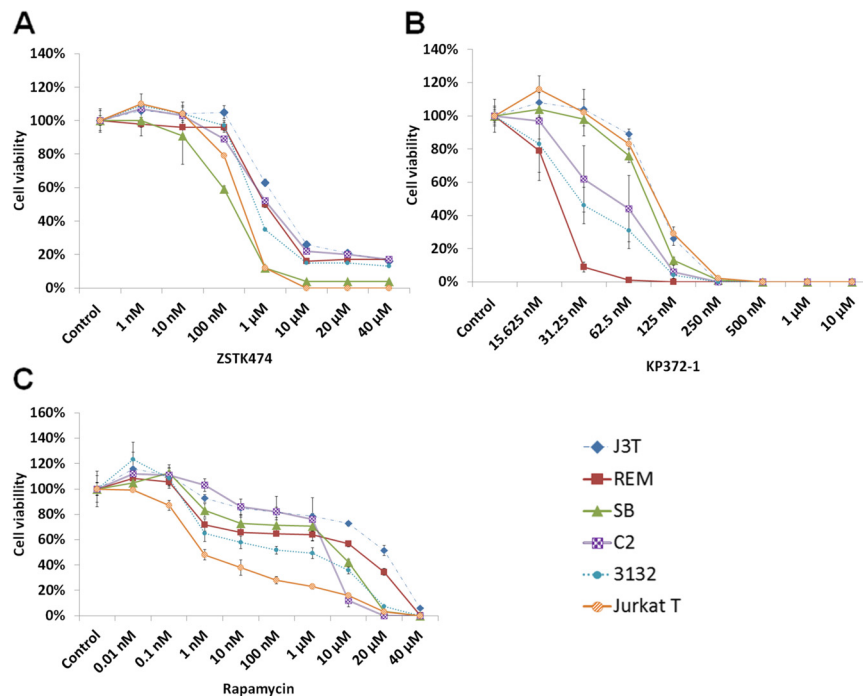 A
140%
120%
100%
80%
60%
40%
20%
0%
Cell viability
Control
1 nM
10 nM
100 nM
1 µM
10 µM
20 µM
40 µM
ZSTK474
B
140%
120%
100%
80%
60%
40%
20%
0%
Cell viability
Control
15.625 nM
31.25 nM
62.5 nM
125 nM
250 nM
500 nM
1 µM
10 µM
KP372-1
C
160%
140%
120%
100%
80%
60%
40%
20%
0%
Cell viability
Control
0.01 nM
0.1 nM
1 nM
10 nM
100 nM
1 µM
10 µM
20 µM
40 µM
Rapamycin
J3T
REM
SB
C2
3132
Jurkat T